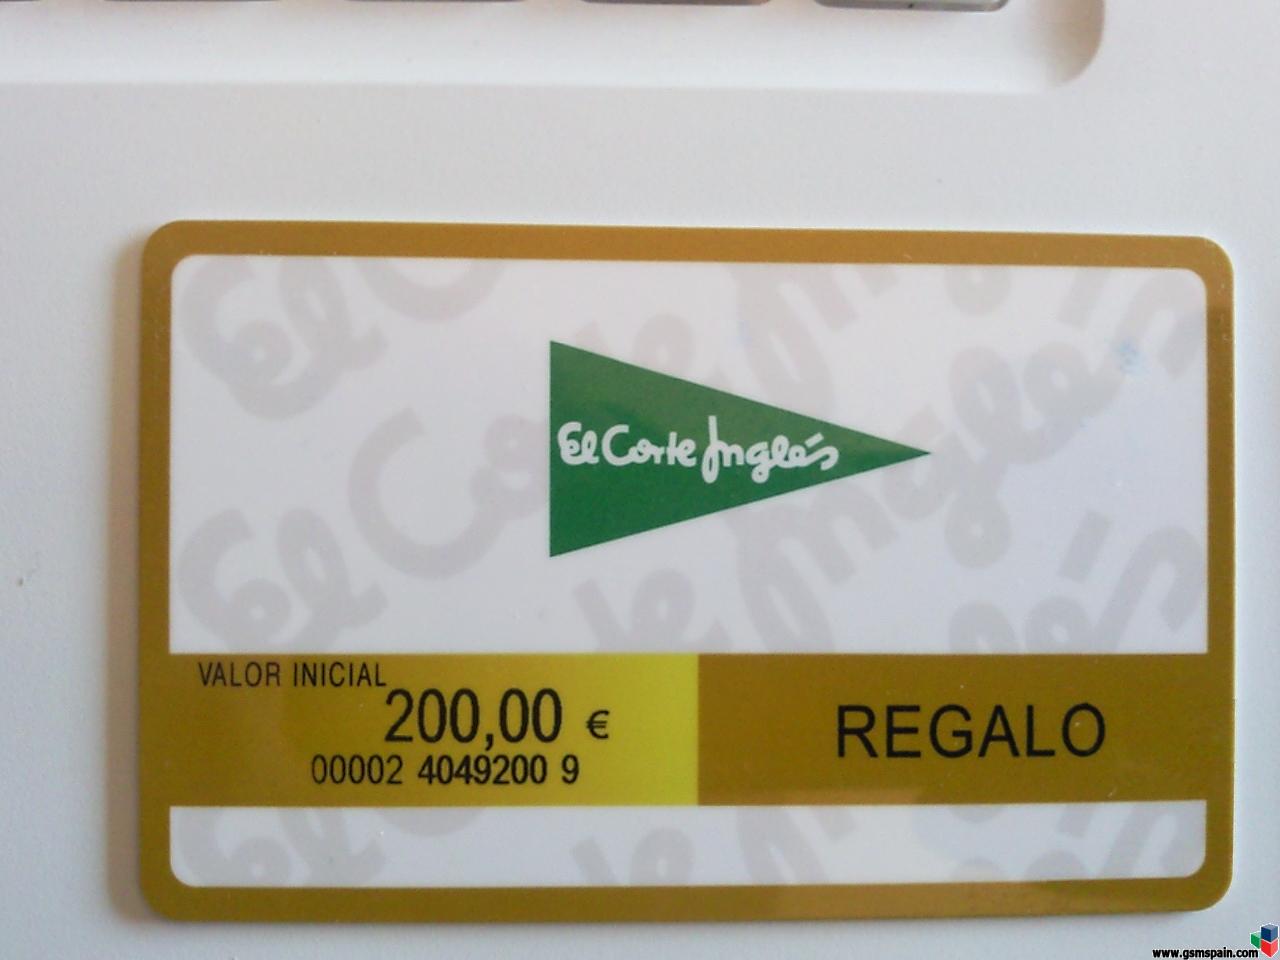 El Corte Inglés
VALOR INICIAL
200,00 €
00002 4049200 9
REGALO
www.gsmspain.com